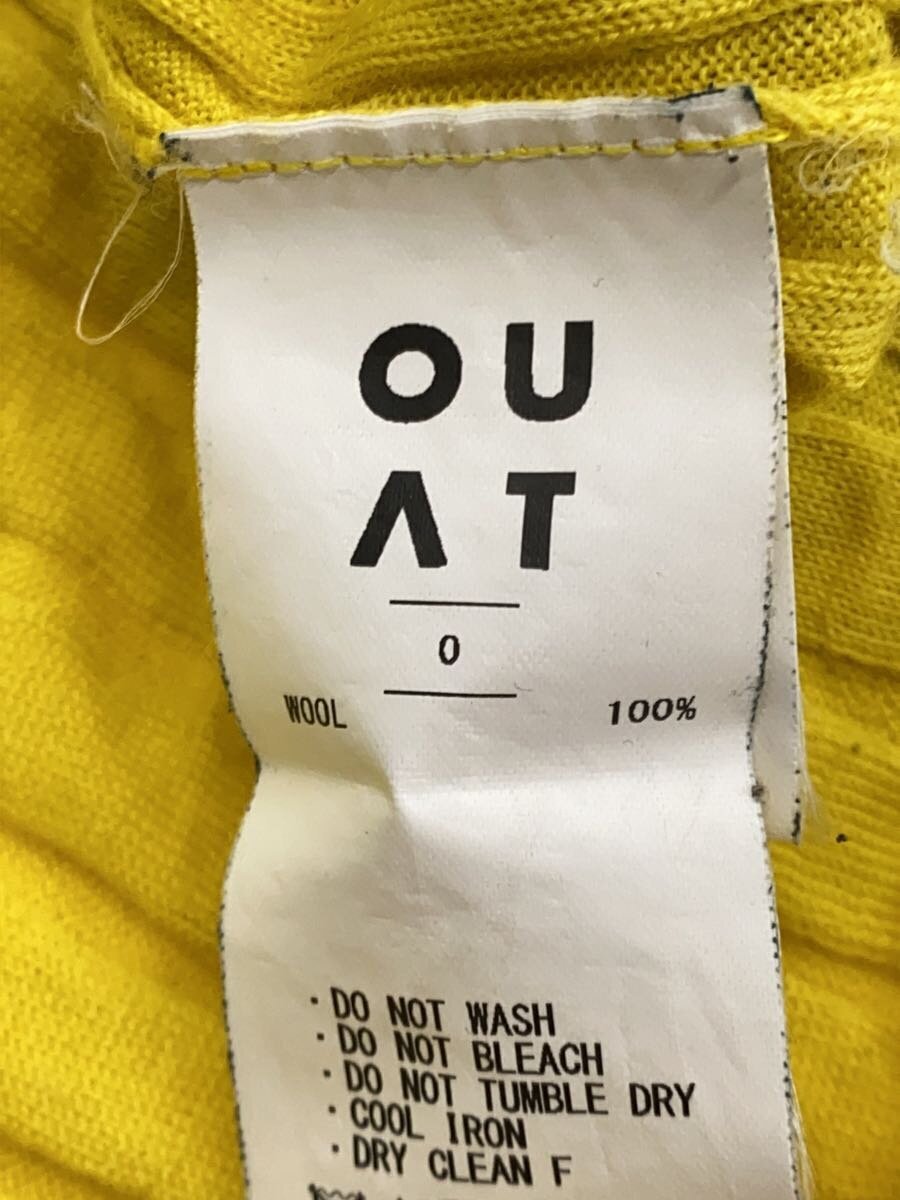 OU
ΛT
0
WOOL 100%
・DO NOT WASH
・DO NOT BLEACH
・DO NOT TUMBLE DRY
・COOL IRON
・DRY CLEAN F